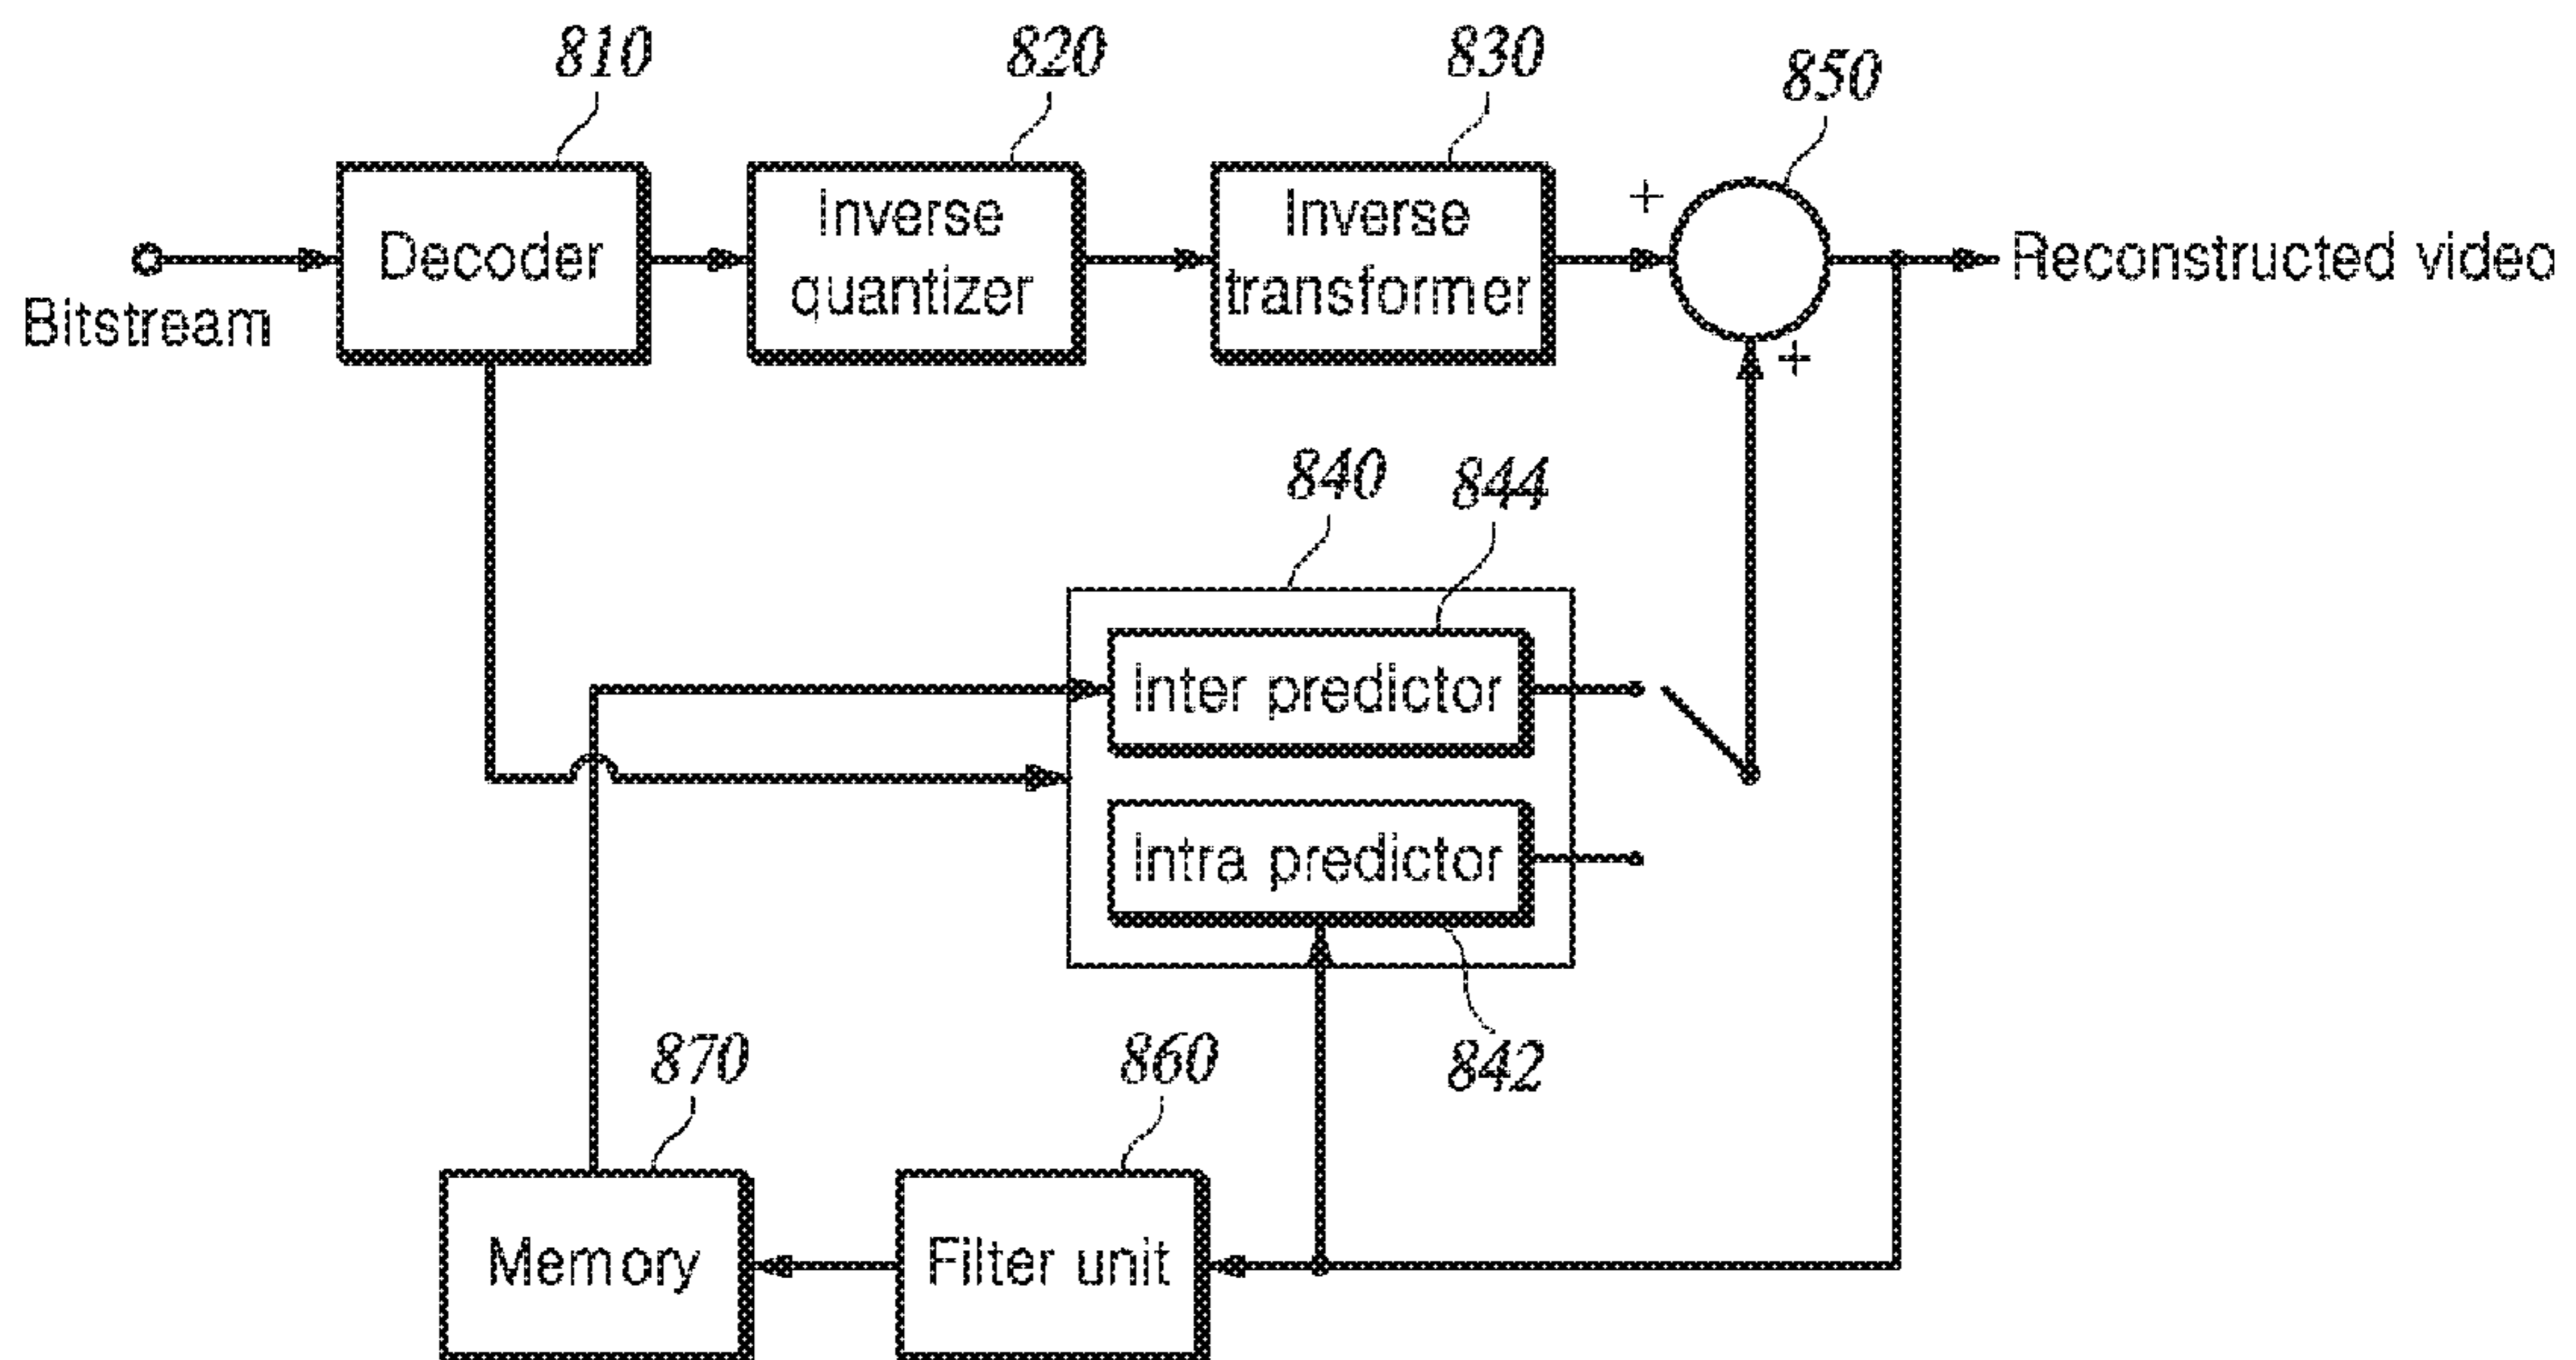 810
820
830
850
Decoder
Inverse
quantizer
Inverse
transformer
+
Reconstructed video
Bitstream
+
840
844
Inter predictor
Intra predictor
842
870
860
Memory
Filter unit